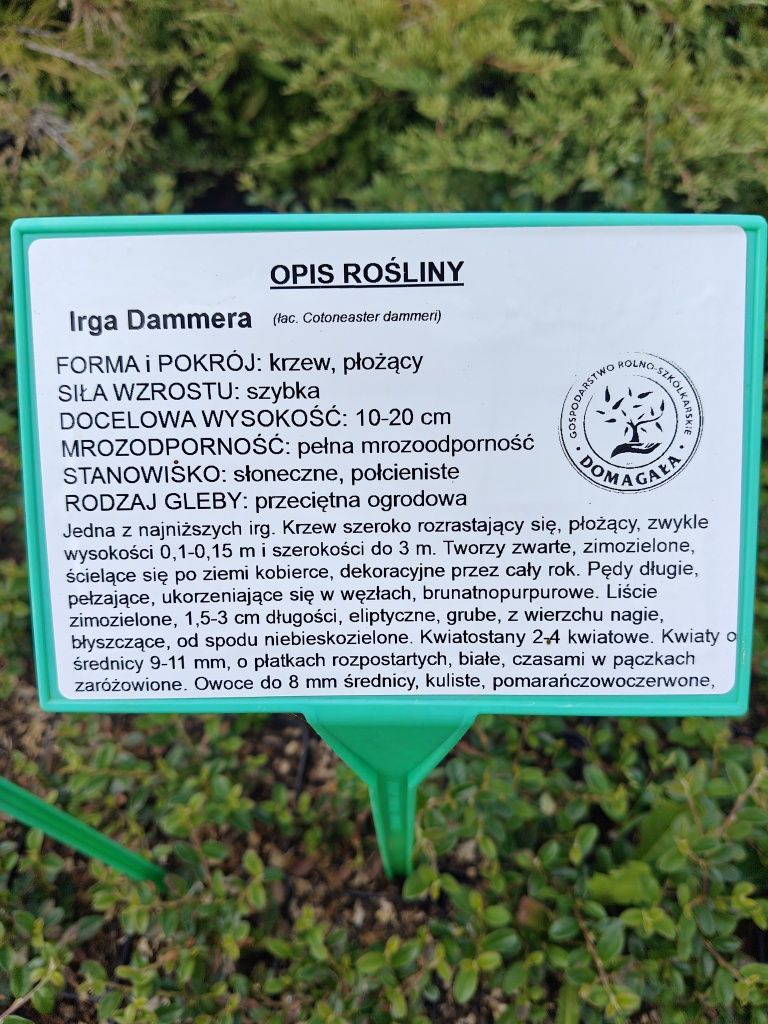 OPIS ROŚLINY
Irga Dammera (łac. Cotoneaster dammeri)
FORMA i POKRÓJ: krzew, płożący
SIŁA WZROSTU: szybka
DOCELOWA WYSOKOŚĆ: 10-20 cm
MROZODPORNOŚĆ: pełna mrozoodporność
STANOWISKO: słoneczne, połcieniste
RODZAJ GLEBY: przeciętna ogrodowa
GOSPODARSTWO ROLNO-SZKÓŁKARSKIE
• DOMAGAŁA •
Jedna z najniższych irg. Krzew szeroko rozrastający się, płożący, zwykle
wysokości 0,1-0,15 m i szerokości do 3 m. Tworzy zwarte, zimozielone,
ścielące się po ziemi kobierce, dekoracyjne przez cały rok. Pędy długie,
pełzające, ukorzeniające się w węzłach, brunatnopurpurowe. Liście
zimozielone, 1,5-3 cm długości, eliptyczne, grube, z wierzchu nagie,
błyszczące, od spodu niebieskozielone. Kwiatostany 2-4 kwiatowe. Kwiaty o
średnicy 9-11 mm, o płatkach rozpostartych, białe, czasami w pączkach
zaróżowione. Owoce do 8 mm średnicy, kuliste, pomarańczowoczerwone,